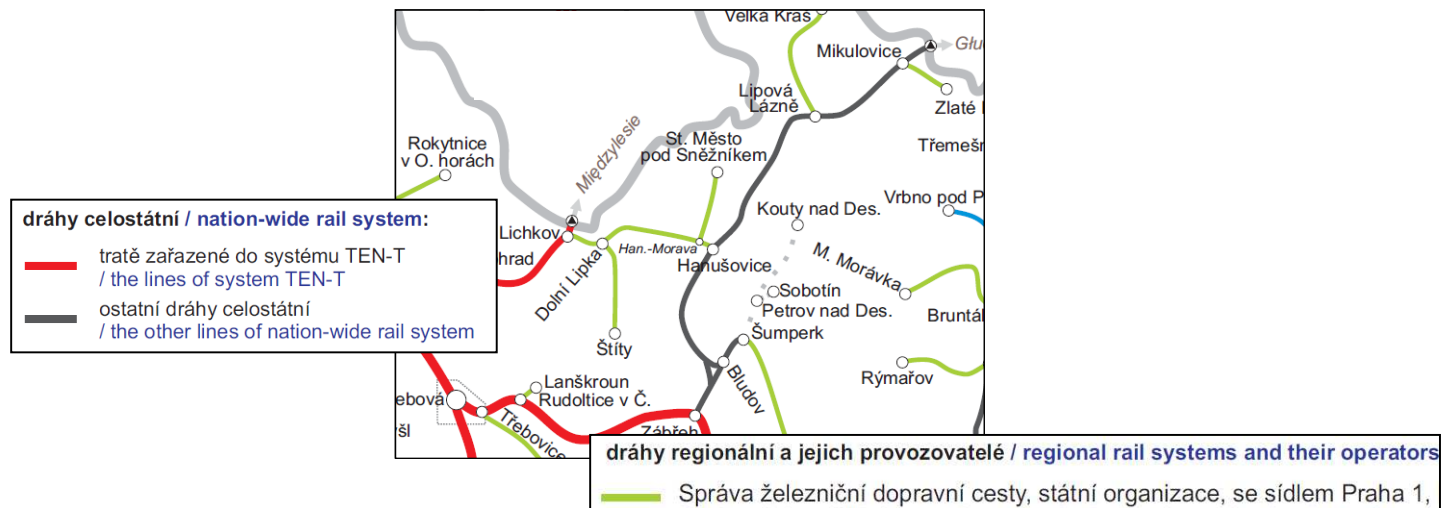 Velká Kraš
Mikulovice
Głu
Lipová
Lázně
Zlaté
Rokytnice
v O. horách
Międzylesie
St. Město
pod Sněžníkem
Třemeš
Vrbno pod P
Kouty nad Des.
dráhy celostátní / nation-wide rail system:
tratě zařazené do systému TEN-T
/ the lines of system TEN-T
ostatní dráhy celostátní
/ the other lines of nation-wide rail system
Lichkov
hrad
Dolní Lipka
Han.-Morava
Hanušovice
M. Morávka
Sobotín
Petrov nad Des.
Bruntál
Šumperk
Štíty
Bludov
Rýmařov
Lanškroun
Rudoltice v Č.
ebová
Třebovice
šl
Zábřeh
dráhy regionální a jejich provozovatelé / regional rail systems and their operators
Správa železniční dopravní cesty, státní organizace, se sídlem Praha 1,